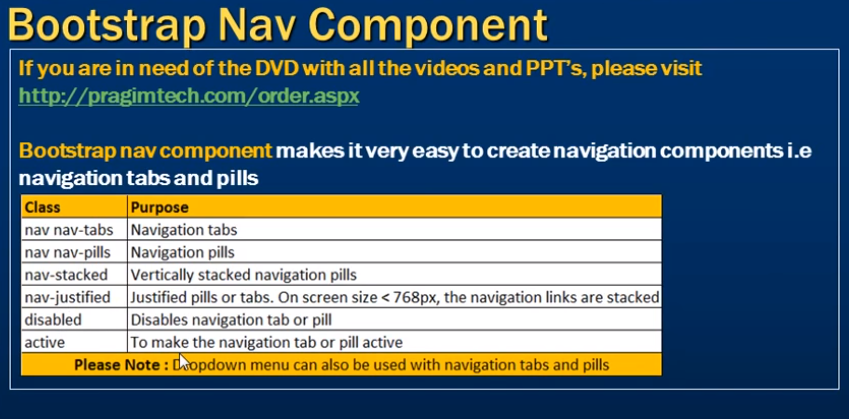 Bootstrap Nav Component
If you are in need of the DVD with all the videos and PPT's, please visit
http://pragimtech.com/order.aspx
Bootstrap nav component makes it very easy to create navigation components i.e
navigation tabs and pills
Class Purpose
nav nav-tabs Navigation tabs
nav nav-pills Navigation pills
nav-stacked Vertically stacked navigation pills
nav-justified Justified pills or tabs. On screen size < 768px, the navigation links are stacked
disabled Disables navigation tab or pill
active To make the navigation tab or pill active
Please Note : Dropdown menu can also be used with navigation tabs and pills